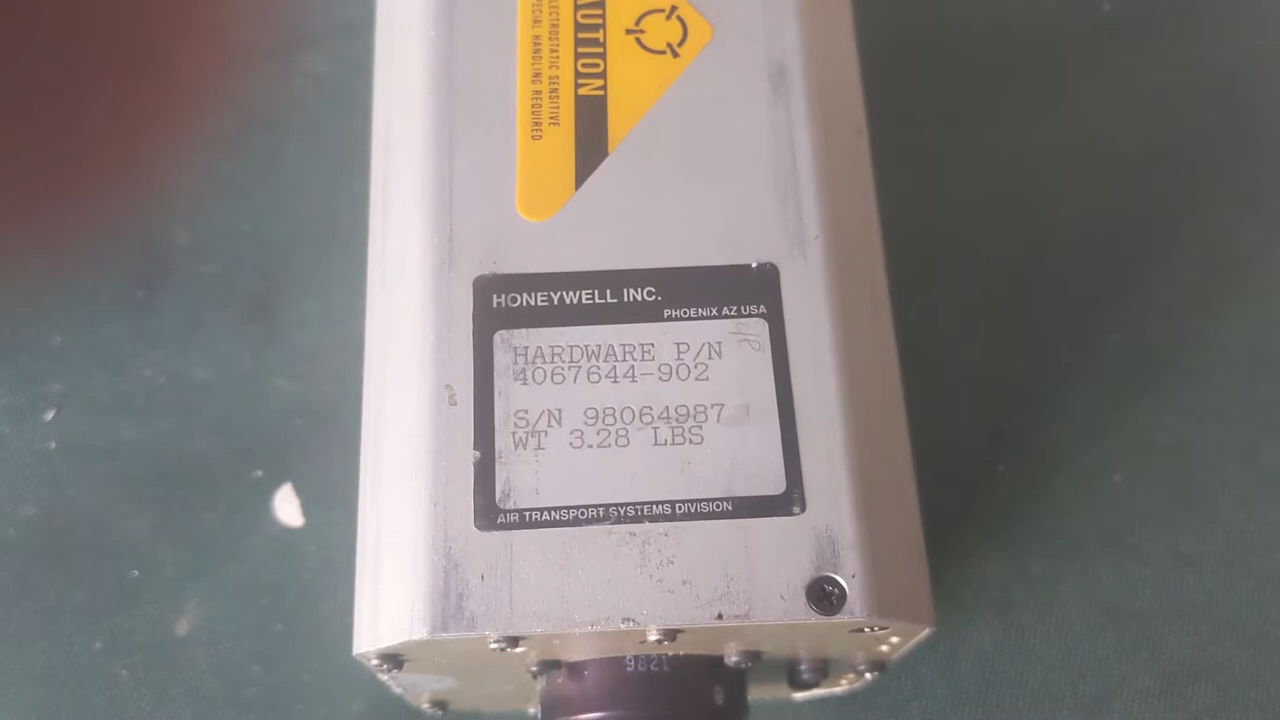 AUTION
LECTROSTATIC SENSITIVE
PECIAL HANDLING REQUIRED
HONEYWELL INC.
PHOENIX AZ USA
HARDWARE P/N
4067644-902
S/N 98064987
WT 3.28 LBS
AIR TRANSPORT SYSTEMS DIVISION
9821